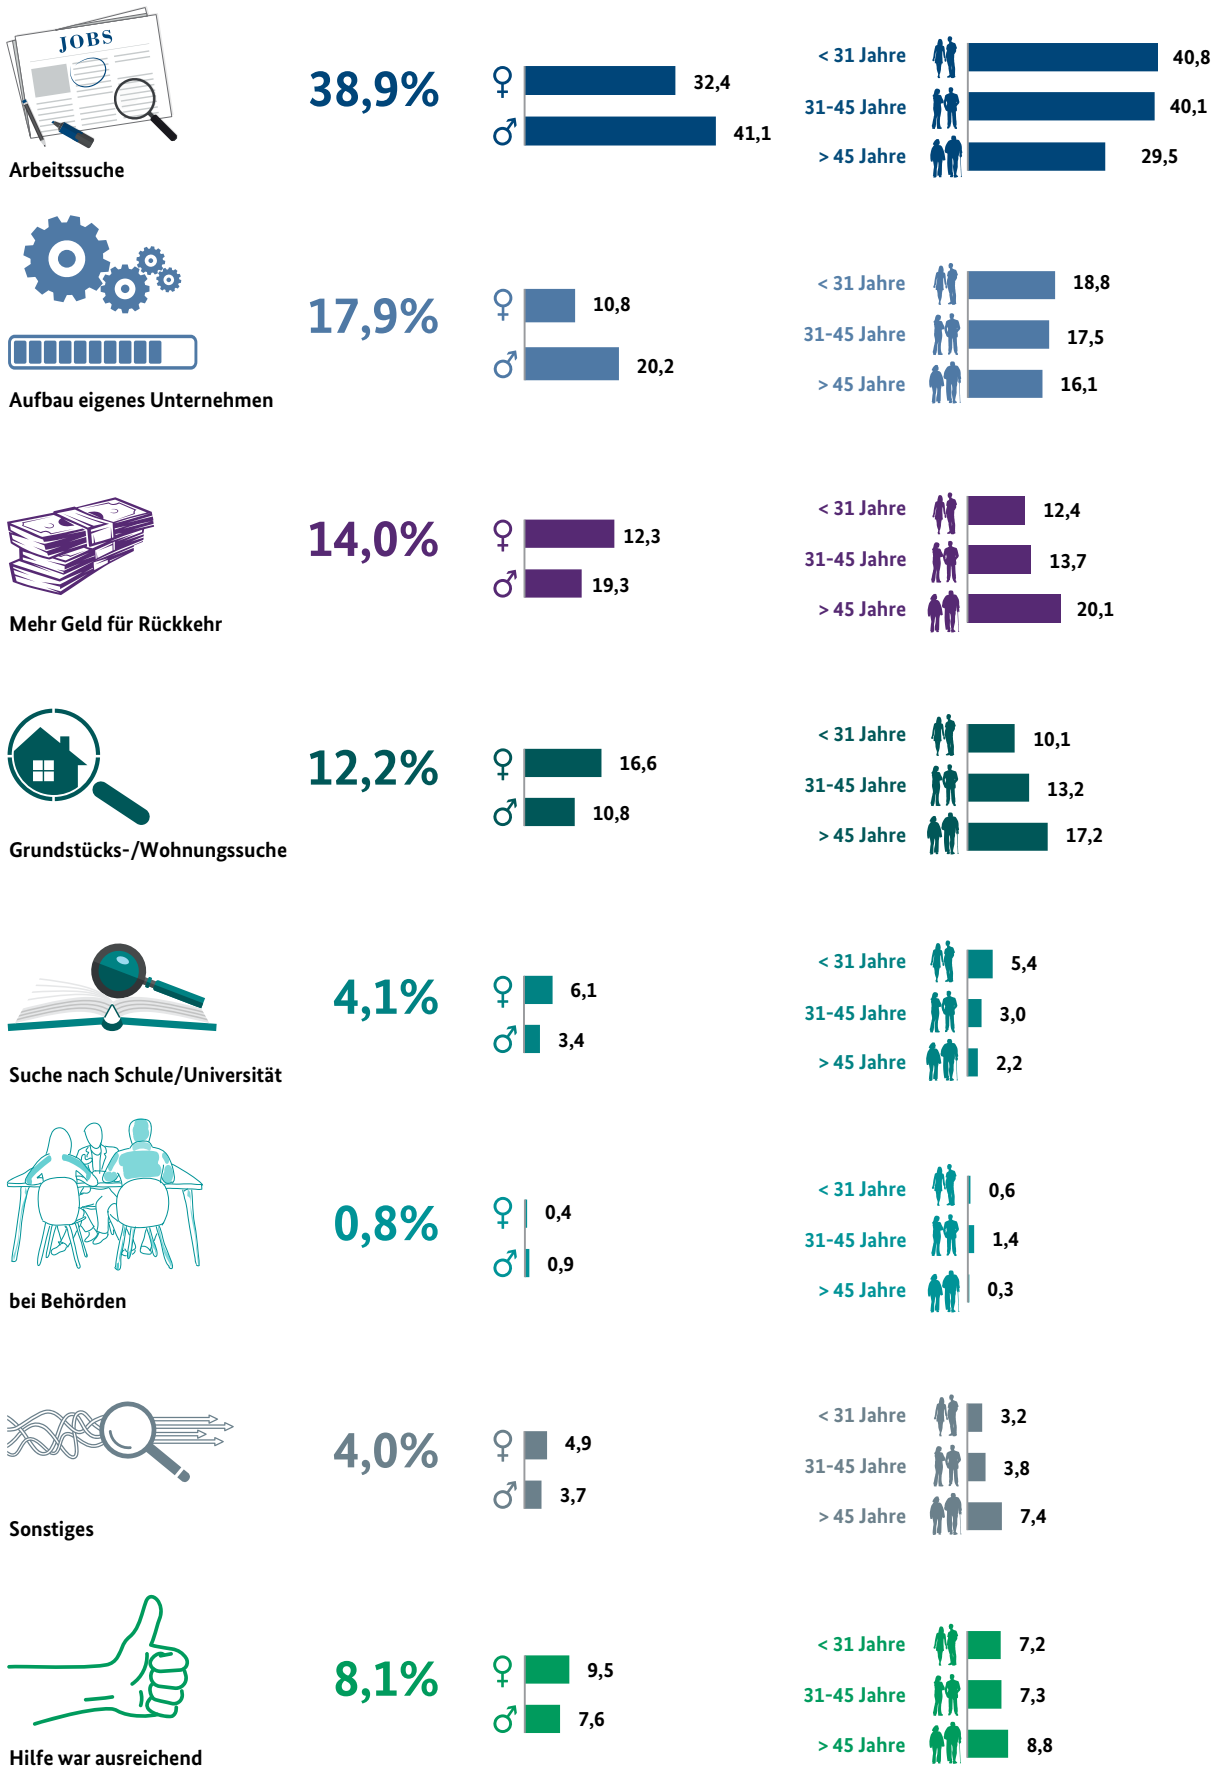 JOBS
Arbeitssuche
38,9%
32,4
41,1
< 31 Jahre
40,8
31-45 Jahre
40,1
> 45 Jahre
29,5
Aufbau eigenes Unternehmen
17,9%
10,8
20,2
< 31 Jahre
18,8
31-45 Jahre
17,5
> 45 Jahre
16,1
Mehr Geld für Rückkehr
14,0%
12,3
19,3
< 31 Jahre
12,4
31-45 Jahre
13,7
> 45 Jahre
20,1
Grundstücks-/Wohnungssuche
12,2%
16,6
10,8
< 31 Jahre
10,1
31-45 Jahre
13,2
> 45 Jahre
17,2
Suche nach Schule/Universität
4,1%
6,1
3,4
< 31 Jahre
5,4
31-45 Jahre
3,0
> 45 Jahre
2,2
bei Behörden
0,8%
0,4
0,9
< 31 Jahre
0,6
31-45 Jahre
1,4
> 45 Jahre
0,3
Sonstiges
4,0%
4,9
3,7
< 31 Jahre
3,2
31-45 Jahre
3,8
> 45 Jahre
7,4
Hilfe war ausreichend
8,1%
9,5
7,6
< 31 Jahre
7,2
31-45 Jahre
7,3
> 45 Jahre
8,8